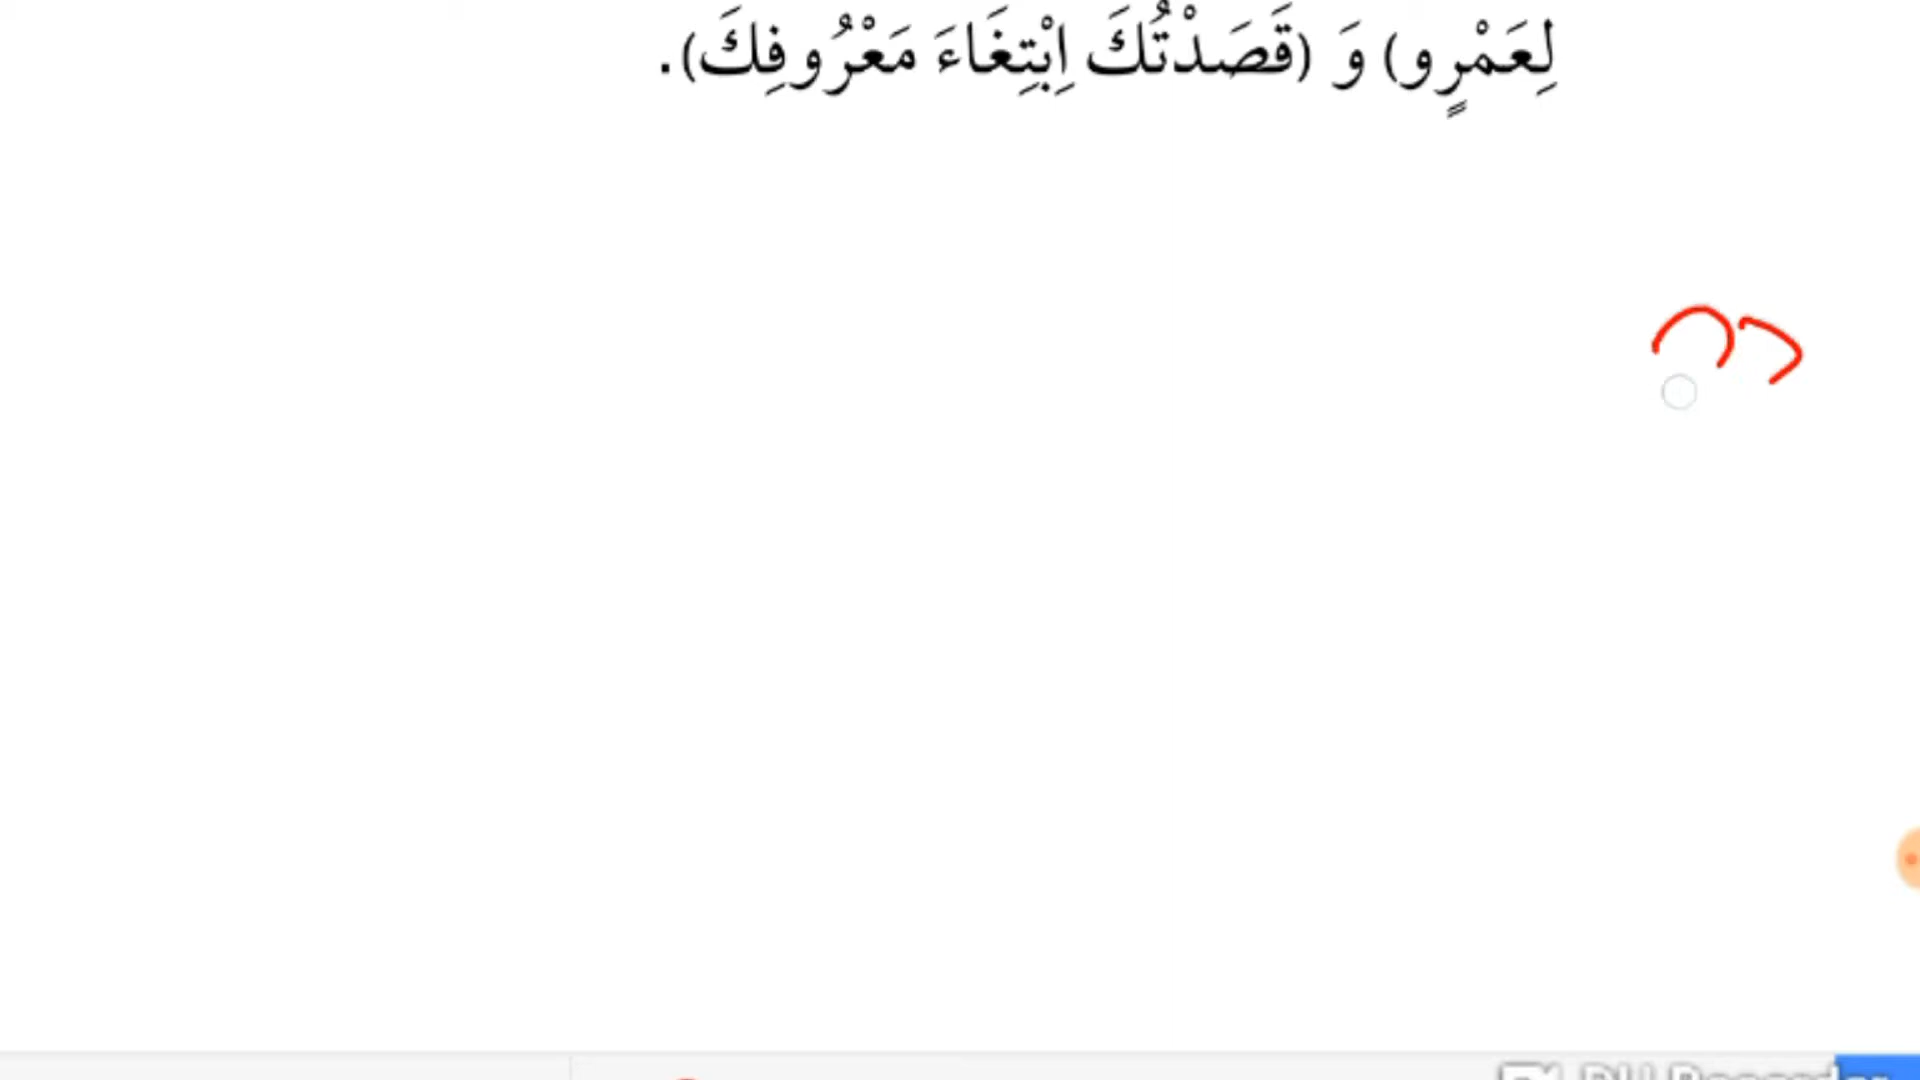 لِعَمْرٍو) وَ (قَصَدْتُكَ اِبْتِغَاءَ مَعْرُوفِكَ).